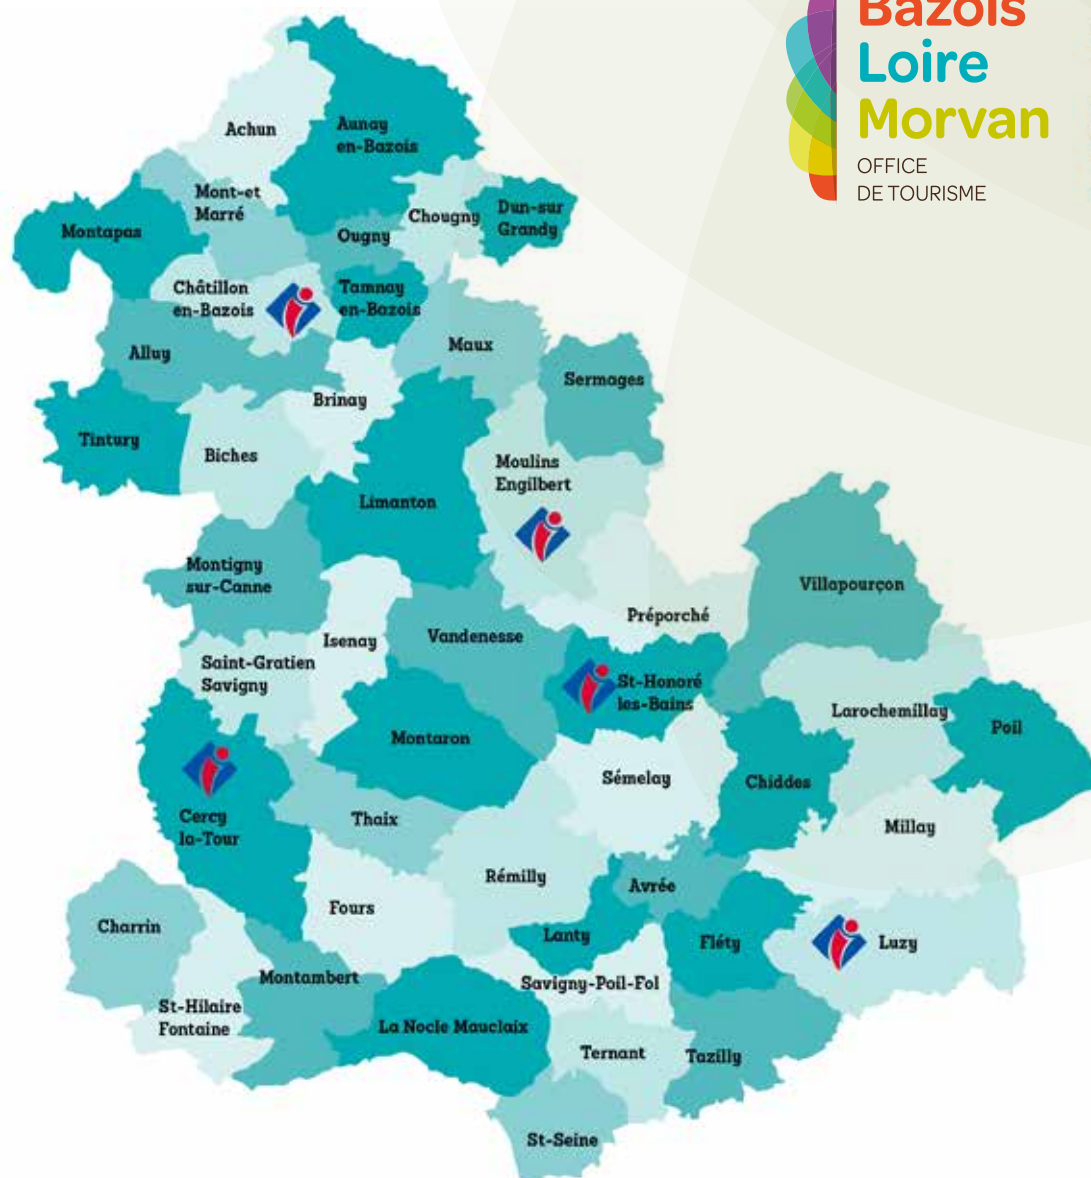 Bazois
Loire
Morvan
OFFICE
DE TOURISME
Achun
Aunay
en-Bazois
Mont-et
Marré
Chougny
Dun-sur
Grandy
Montapas
Ougny
Châtillon
en-Bazois
Tamnay
en-Bazois
Alluy
Maux
Sermages
Brinay
Tintury
Biches
Moulins
Engilbert
Limanton
Montigny
sur-Canne
Villapourçon
Préporché
Isenay
Vandenesse
Saint-Gratien
Savigny
St-Honoré
les-Bains
Larochemillay
Poil
Montaron
Sémelay
Chiddes
Cercy
la-Tour
Thaix
Millay
Rémilly
Avrée
Fours
Charrin
Lanty
Fléty
Luzy
Montambert
Savigny-Poil-Fol
St-Hilaire
Fontaine
La Nocle Mauclaix
Ternant
Tazilly
St-Seine